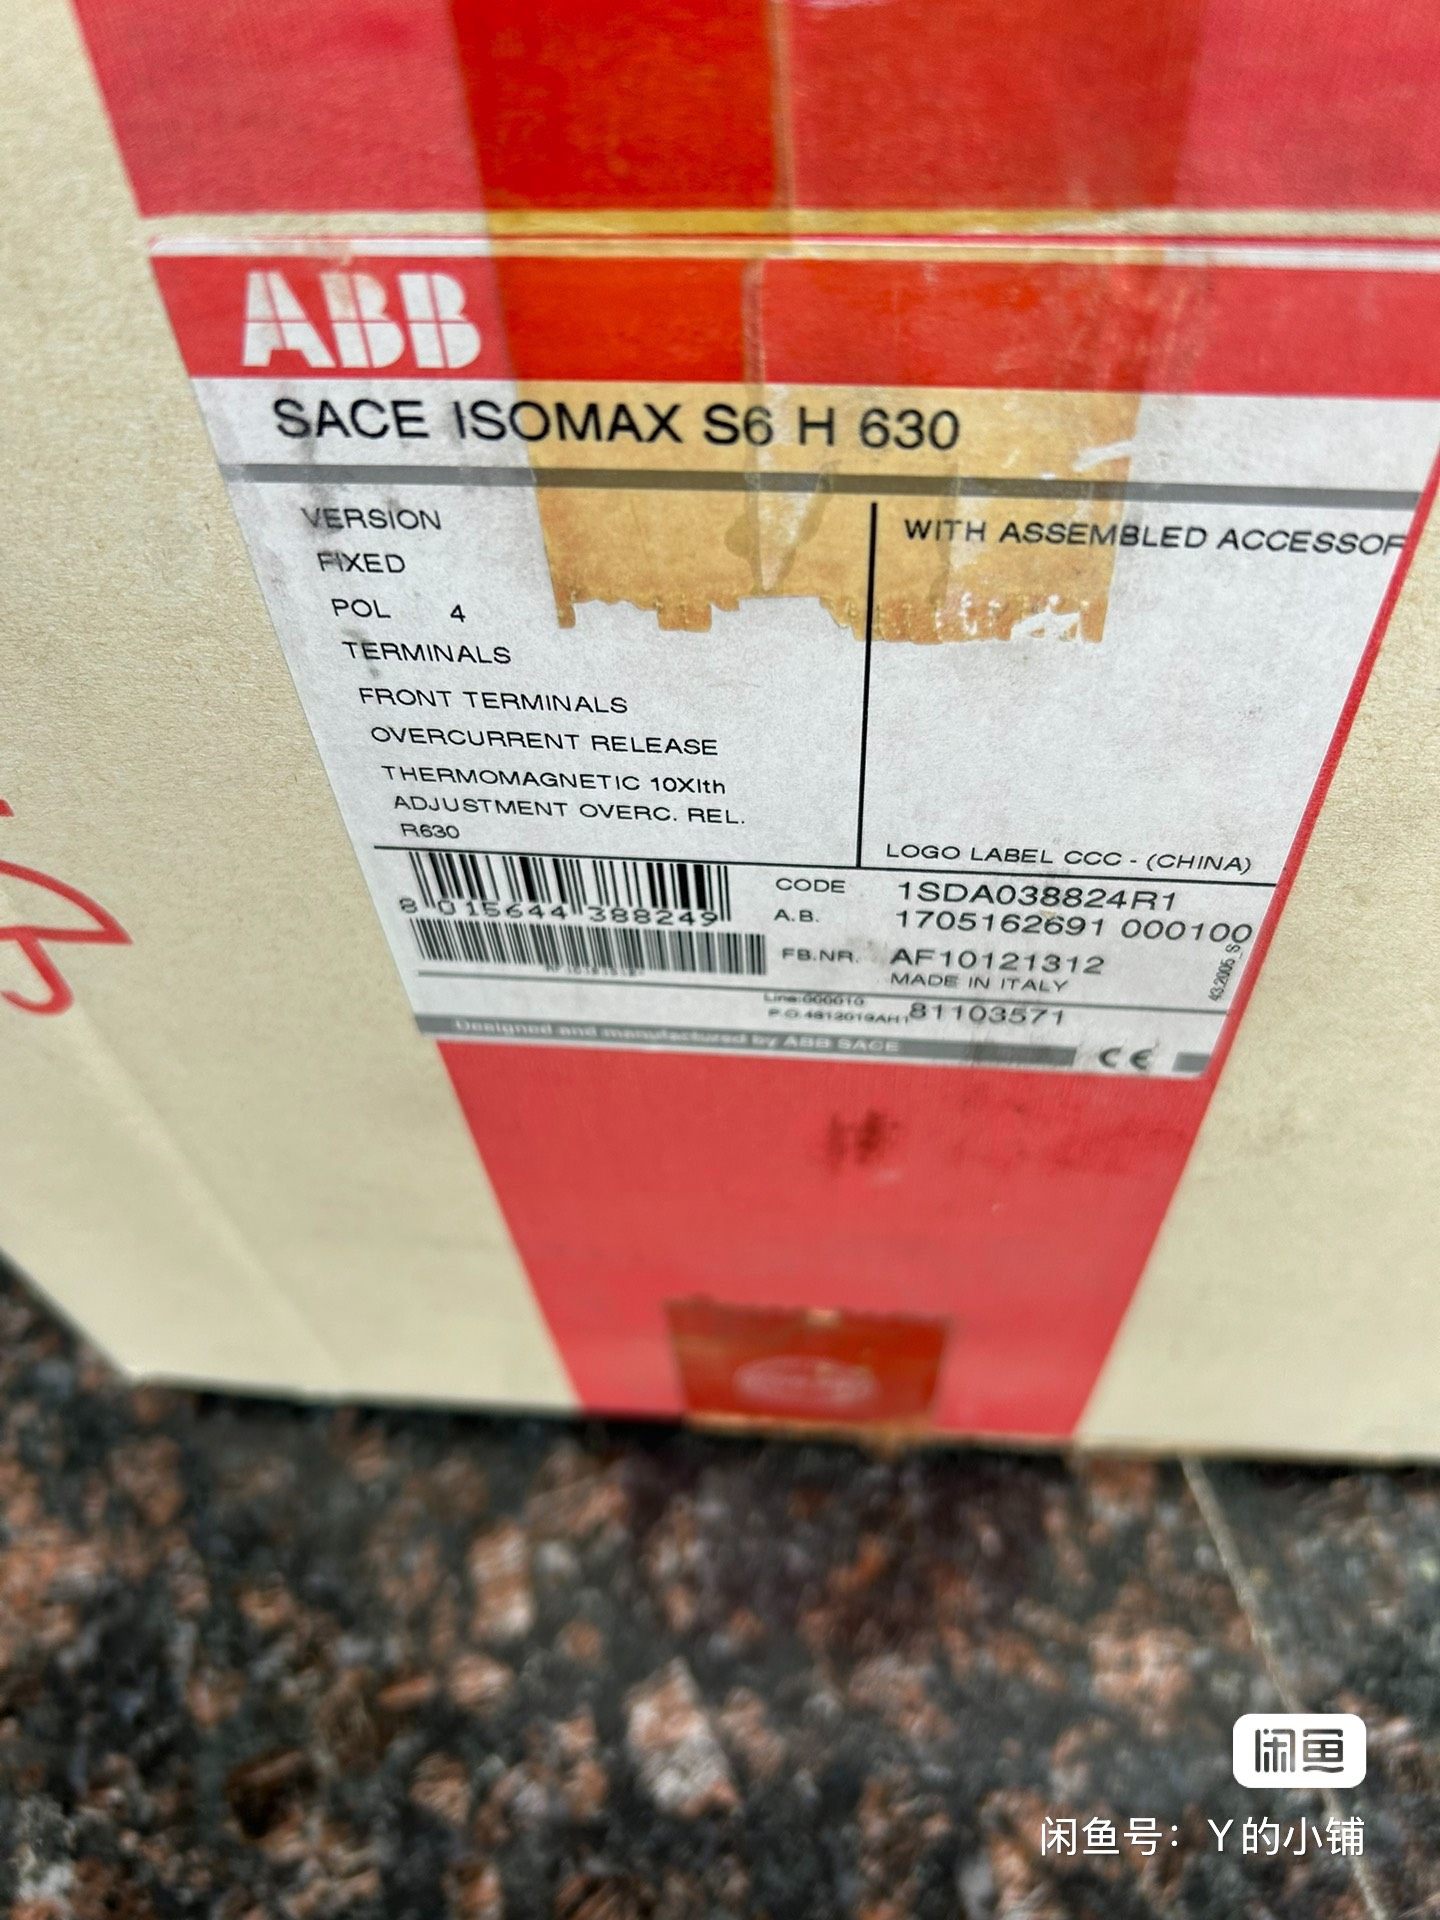 ABB
SACE ISOMAX S6 H 630
VERSION
FIXED
POL 4
TERMINALS
FRONT TERMINALS
OVERCURRENT RELEASE
THERMOMAGNETIC 10XIth
ADJUSTMENT OVERC. REL.
R630
WITH ASSEMBLED ACCESSOR
LOGO LABEL CCC - (CHINA)
8 015644 388249
CODE 1SDA038824R1
A.B. 1705162691 000100
FB.NR. AF10121312
MADE IN ITALY
Line:000010
81103571
Designed and manufactured by ABB SACE
CE
闲鱼
闲鱼号：Y的小铺